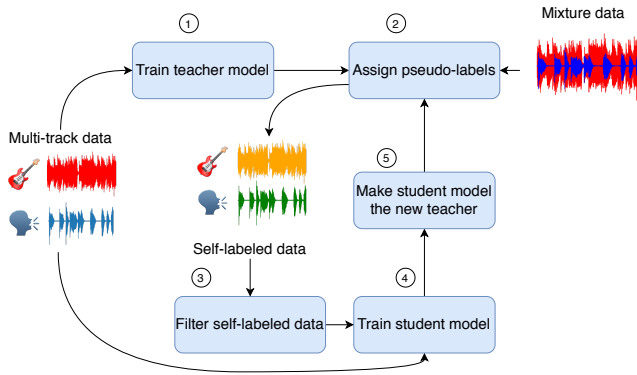 1
2
Mixture data
Train teacher model
Assign pseudo-labels
Multi-track data
5
Make student model
the new teacher
Self-labeled data
3
4
Filter self-labeled data
Train student model